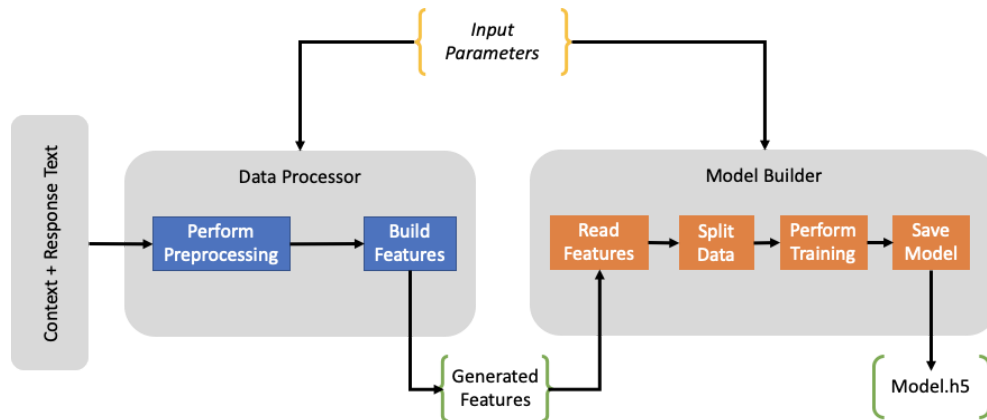 Input
Parameters
Context + Response Text
Data Processor
Perform
Preprocessing
Build
Features
Model Builder
Read
Features
Split
Data
Perform
Training
Save
Model
Generated
Features
Model.h5